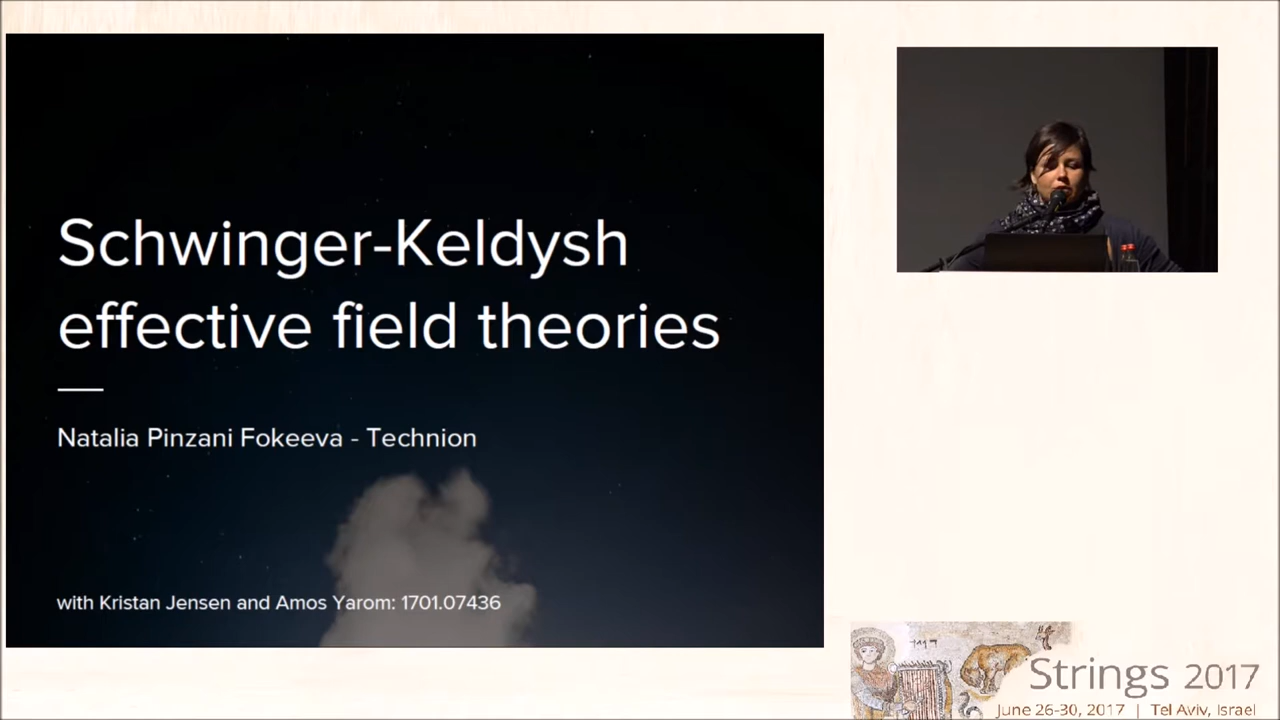 Schwinger-Keldysh
effective field theories
Natalia Pinzani Fokeeva - Technion
with Kristan Jensen and Amos Yarom: 1701.07436
Strings 2017
June 26-30, 2017 | Tel Aviv, Israel